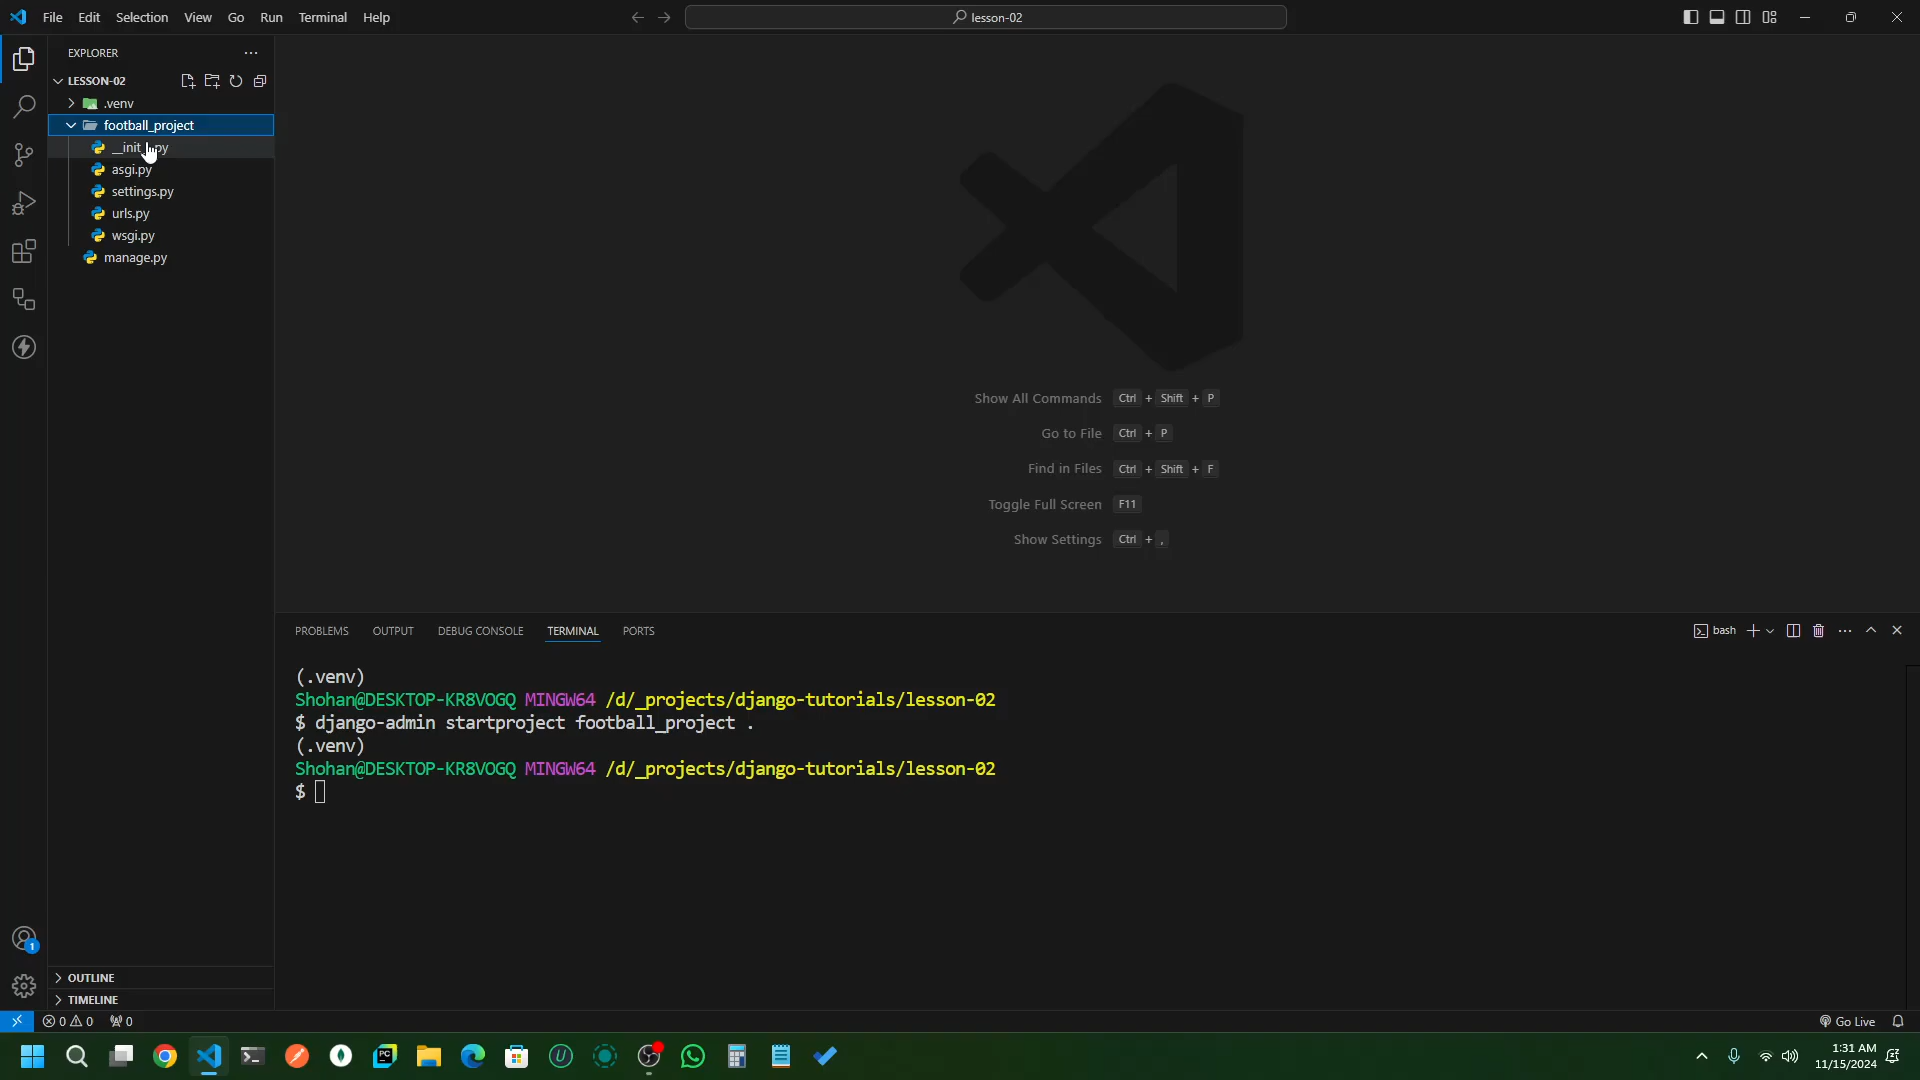 File Edit Selection View Go Run Terminal Help
lesson-02
EXPLORER
LESSON-02
.venv
football_project
__init__.py
asgi.py
settings.py
urls.py
wsgi.py
manage.py
Show All Commands Ctrl + Shift + P
Go to File Ctrl + P
Find in Files Ctrl + Shift + F
Toggle Full Screen F11
Show Settings Ctrl + ,
PROBLEMS OUTPUT DEBUG CONSOLE TERMINAL PORTS
bash
(.venv)
Shohan@DESKTOP-KR8VOGQ MINGW64 /d/_projects/django-tutorials/lesson-02
$ django-admin startproject football_project .
(.venv)
Shohan@DESKTOP-KR8VOGQ MINGW64 /d/_projects/django-tutorials/lesson-02
$
1
OUTLINE
TIMELINE
0 0 0
Go Live
PC
U
1:31 AM
11/15/2024